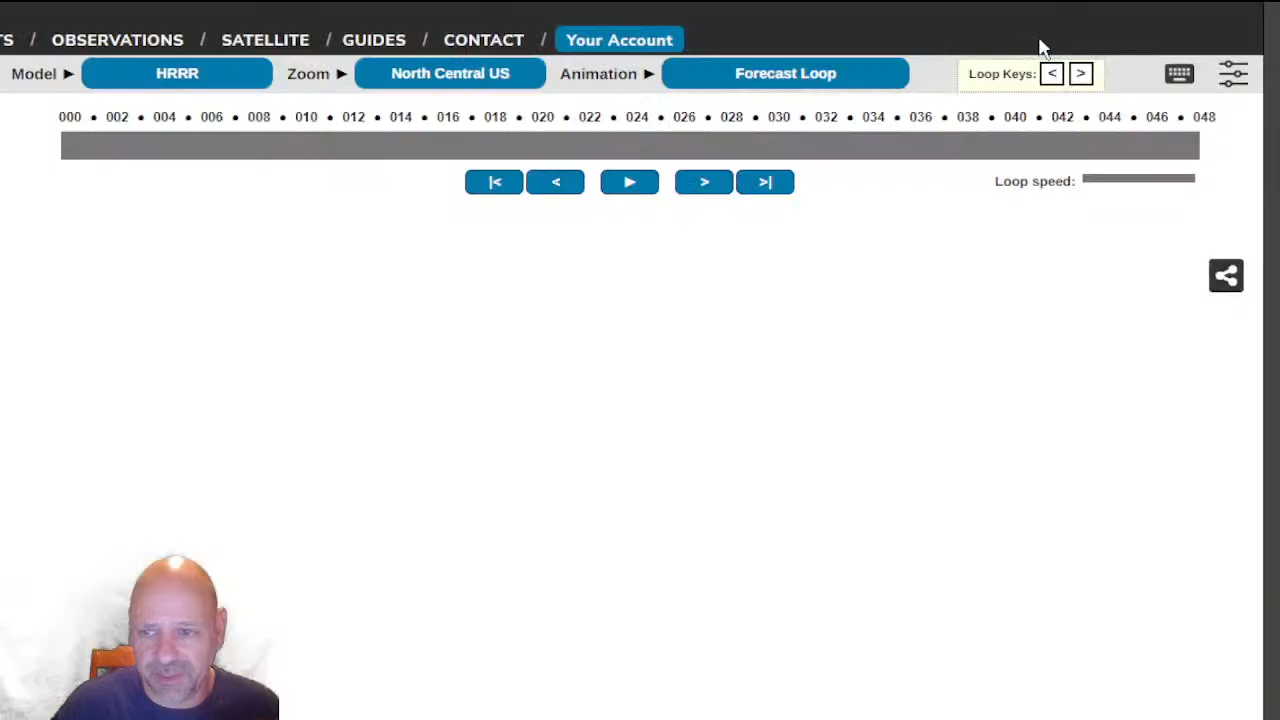 TS / OBSERVATIONS / SATELLITE / GUIDES / CONTACT / Your Account
Model ▶ HRRR Zoom ▶ North Central US Animation ▶ Forecast Loop Loop Keys: < >
000 • 002 • 004 • 006 • 008 • 010 • 012 • 014 • 016 • 018 • 020 • 022 • 024 • 026 • 028 • 030 • 032 • 034 • 036 • 038 • 040 • 042 • 044 • 046 • 048
|< < ▶ > >| Loop speed: